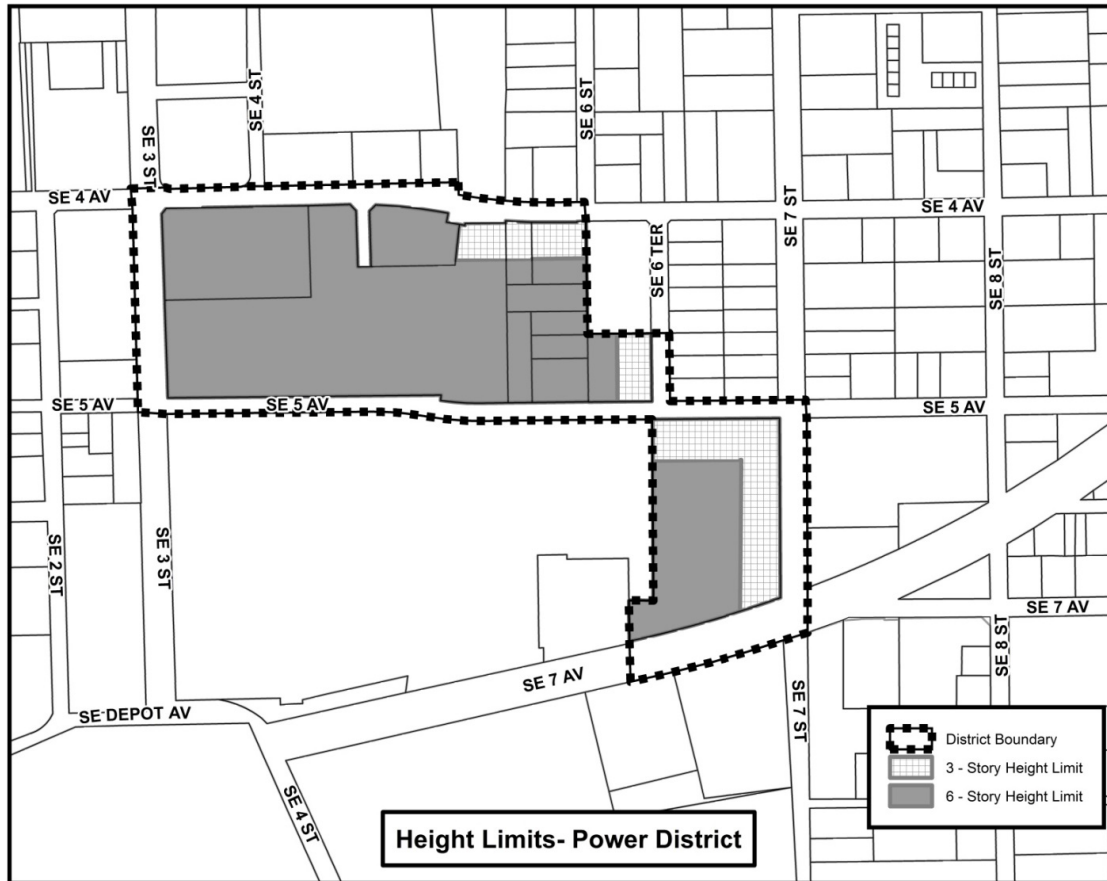 SE 4 ST
SE 6 ST
SE 3 ST
SE 4 AV
SE 7 ST
SE 4 AV
SE 6 TER
SE 8 ST
SE 5 AV
SE 5 AV
SE 5 AV
SE 2 ST
SE 3 ST
SE 7 AV
SE 8 ST
SE 7 AV
SE DEPOT AV
SE 7 ST
SE 4 ST
District Boundary
3 - Story Height Limit
6 - Story Height Limit
Height Limits- Power District